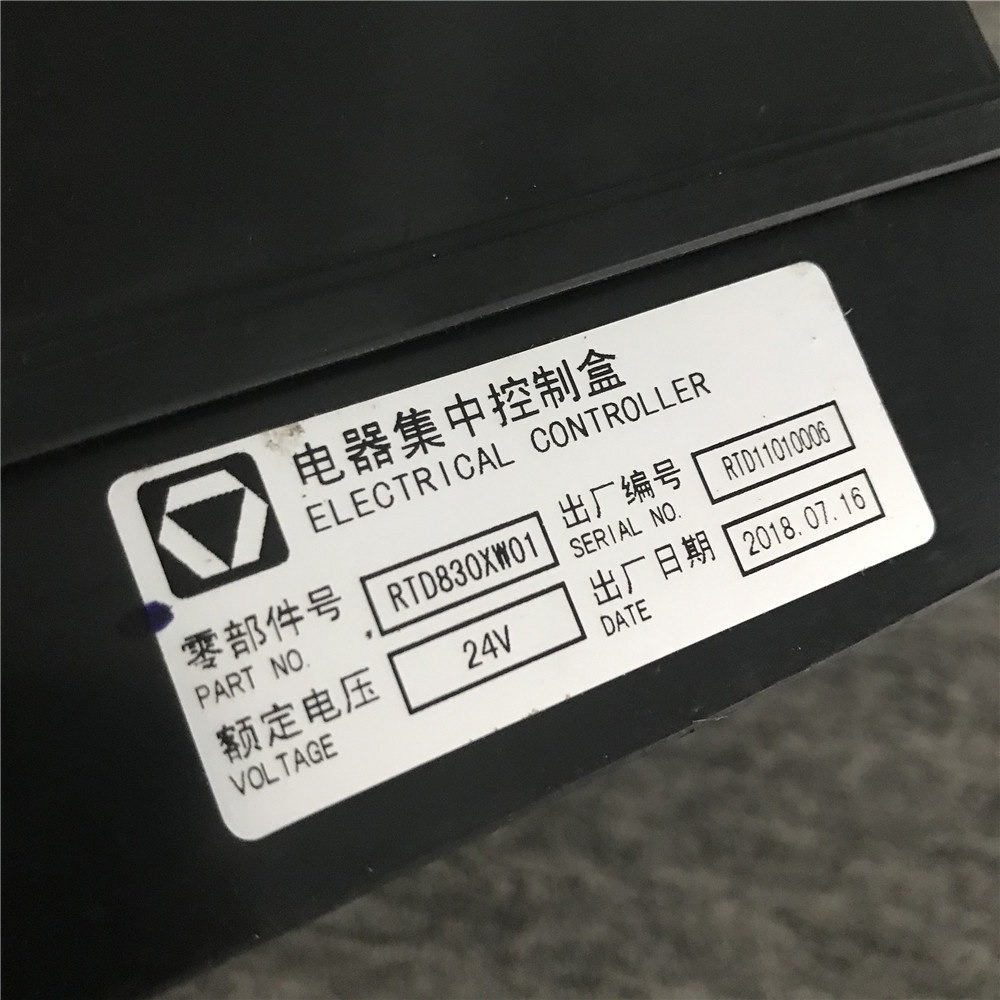 电器集中控制盒
ELECTRICAL CONTROLLER
零部件号 RTD830XW01
PART NO.
出厂编号 RTD11010006
SERIAL NO.
额定电压 24V
VOLTAGE
出厂日期 2018.07.16
DATE